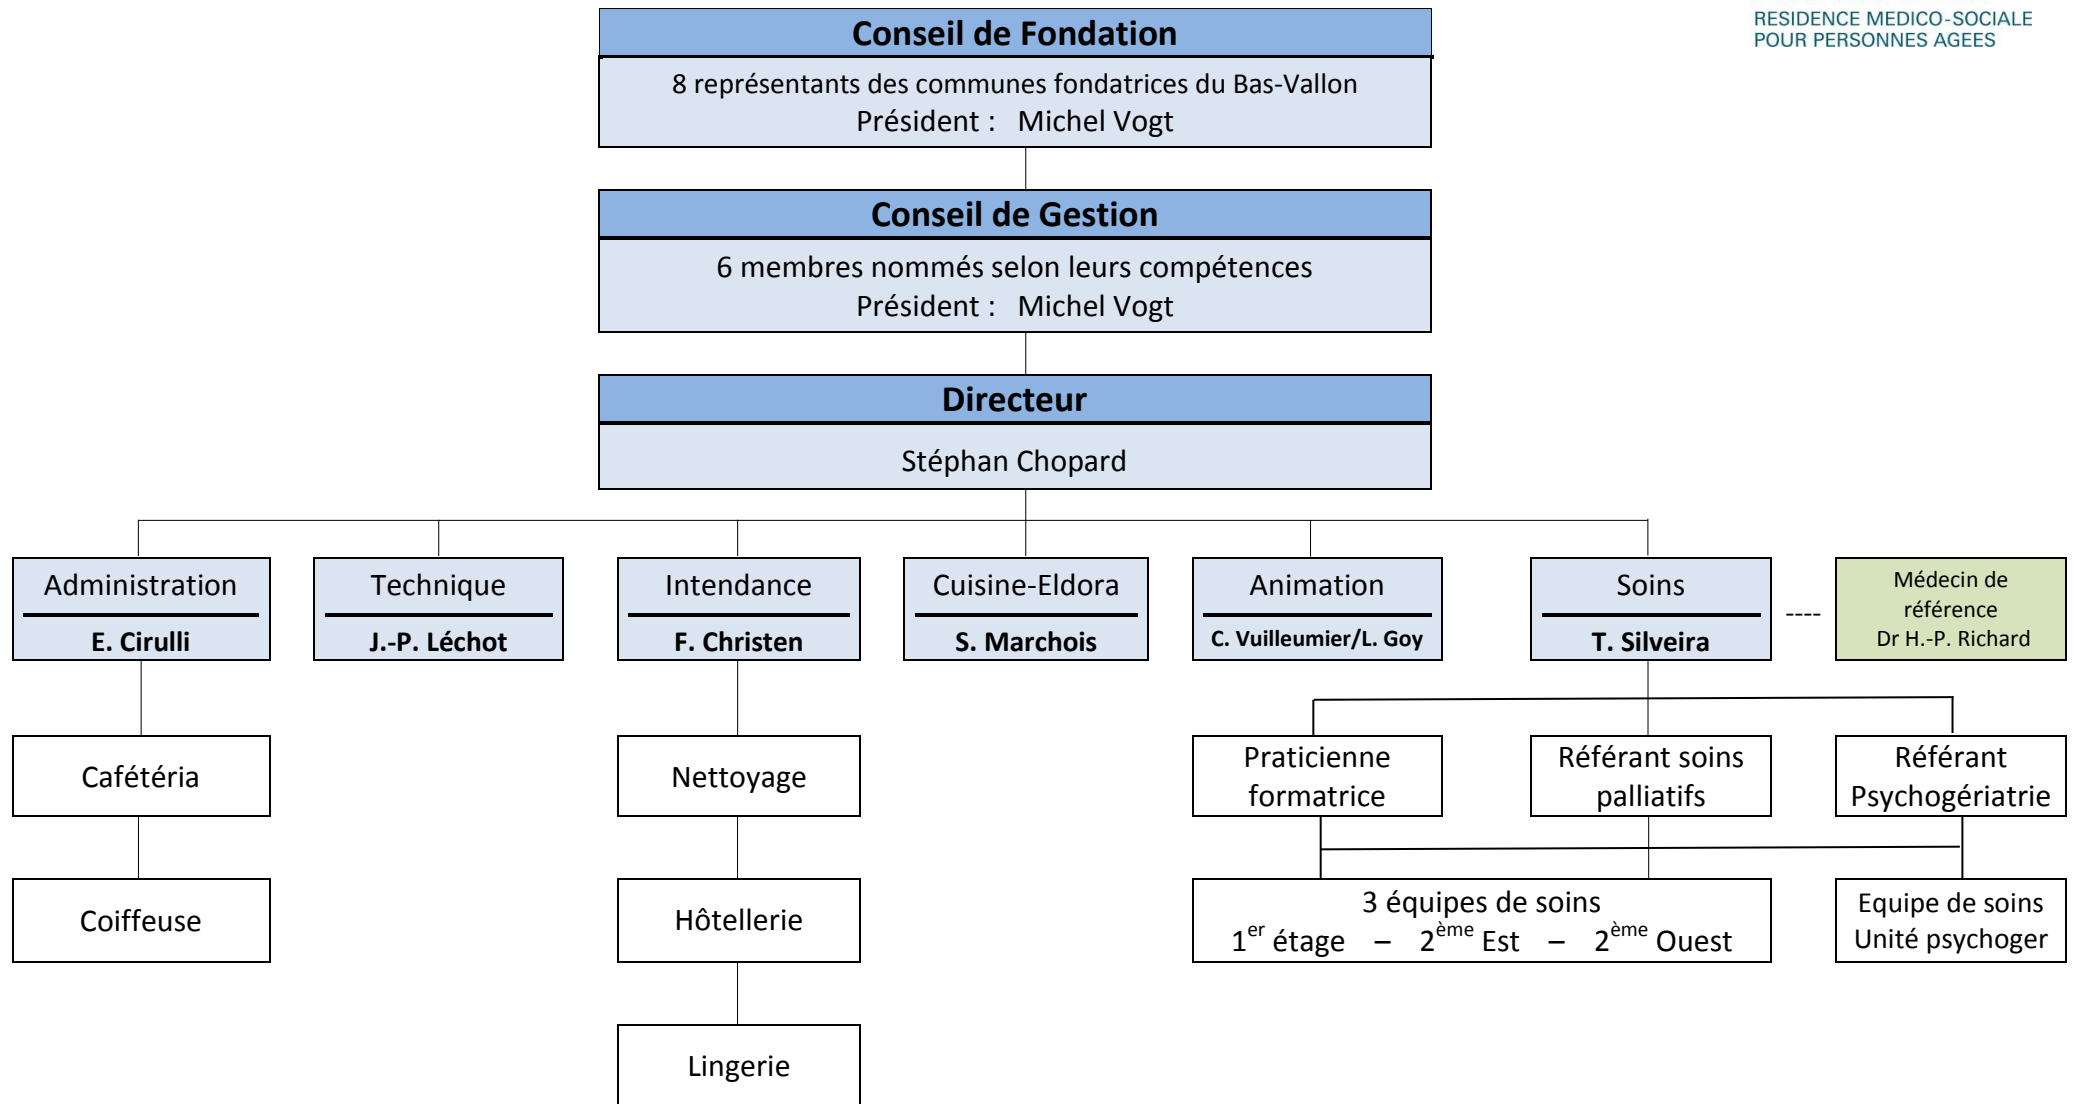 RESIDENCE MEDICO-SOCIALE
POUR PERSONNES AGEES
Conseil de Fondation
8 représentants des communes fondatrices du Bas-Vallon
Président : Michel Vogt
Conseil de Gestion
6 membres nommés selon leurs compétences
Président : Michel Vogt
Directeur
Stéphan Chopard
Administration
E. Cirulli
Technique
J.-P. Léchot
Intendance
F. Christen
Cuisine-Eldora
S. Marchois
Animation
C. Vuilleumier/L. Goy
Soins
T. Silveira
----
Médecin de
référence
Dr H.-P. Richard
Cafétéria
Nettoyage
Praticienne
formatrice
Référant soins
palliatifs
Référant
Psychogériatrie
Coiffeuse
Hôtellerie
3 équipes de soins
1er étage – 2ème Est – 2ème Ouest
Equipe de soins
Unité psychoger
Lingerie